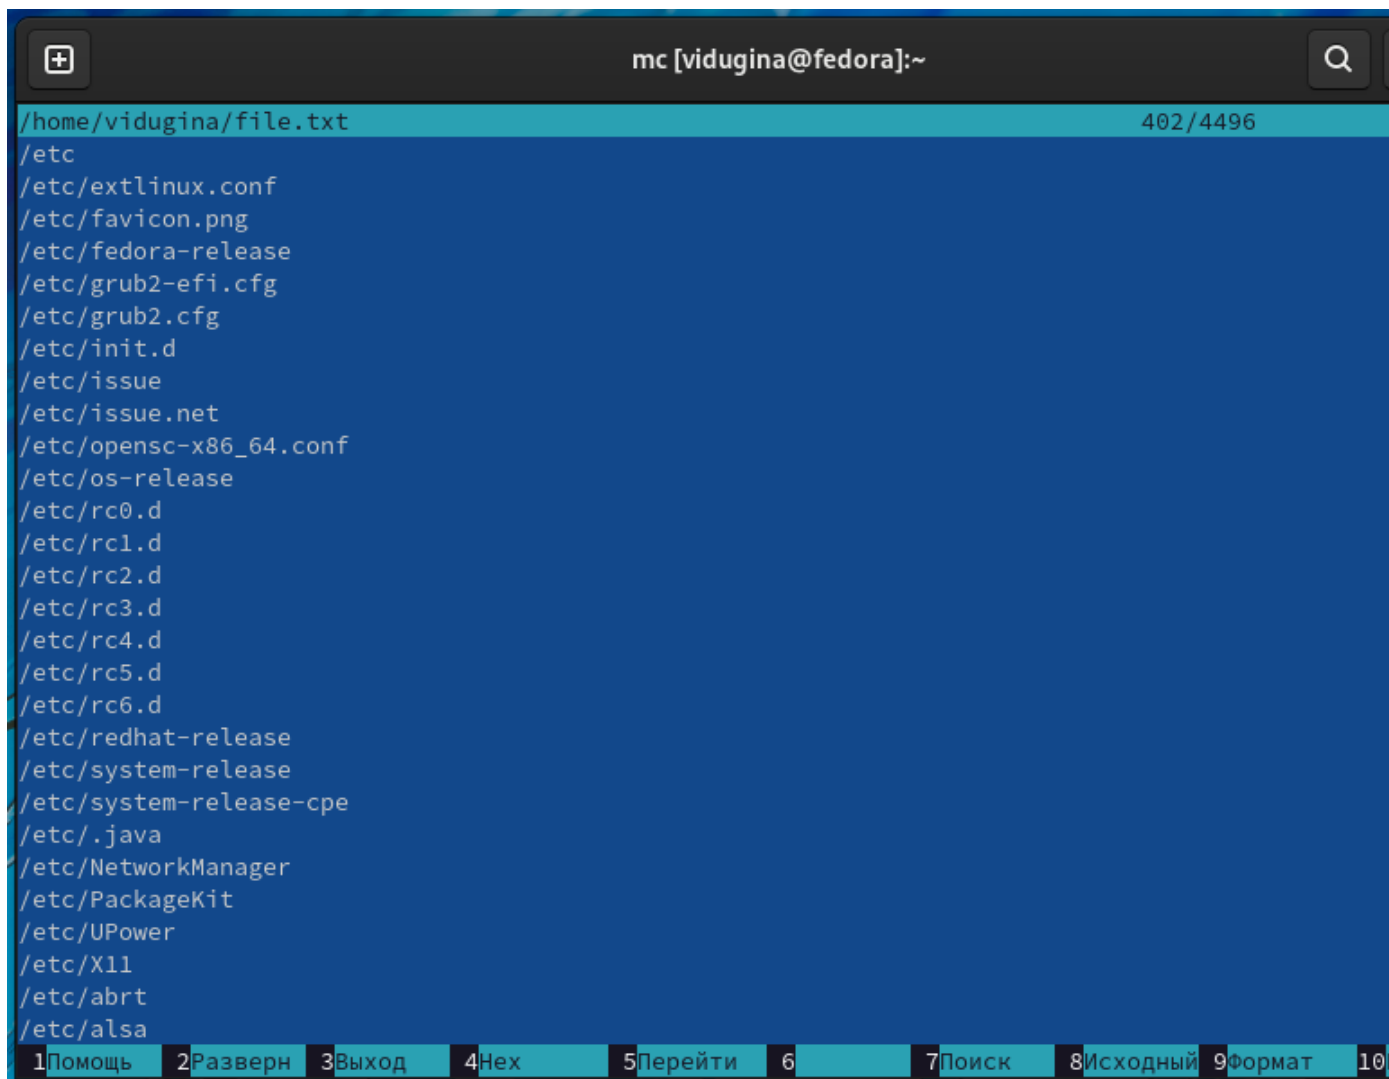 mc [vidugina@fedora]:~
/home/vidugina/file.txt 402/4496
/etc
/etc/extlinux.conf
/etc/favicon.png
/etc/fedora-release
/etc/grub2-efi.cfg
/etc/grub2.cfg
/etc/init.d
/etc/issue
/etc/issue.net
/etc/opensc-x86_64.conf
/etc/os-release
/etc/rc0.d
/etc/rc1.d
/etc/rc2.d
/etc/rc3.d
/etc/rc4.d
/etc/rc5.d
/etc/rc6.d
/etc/redhat-release
/etc/system-release
/etc/system-release-cpe
/etc/.java
/etc/NetworkManager
/etc/PackageKit
/etc/UPower
/etc/X11
/etc/abrt
/etc/alsa
1Помощь 2Разверн 3Выход 4Hex 5Перейти 6 7Поиск 8Исходный 9Формат 10